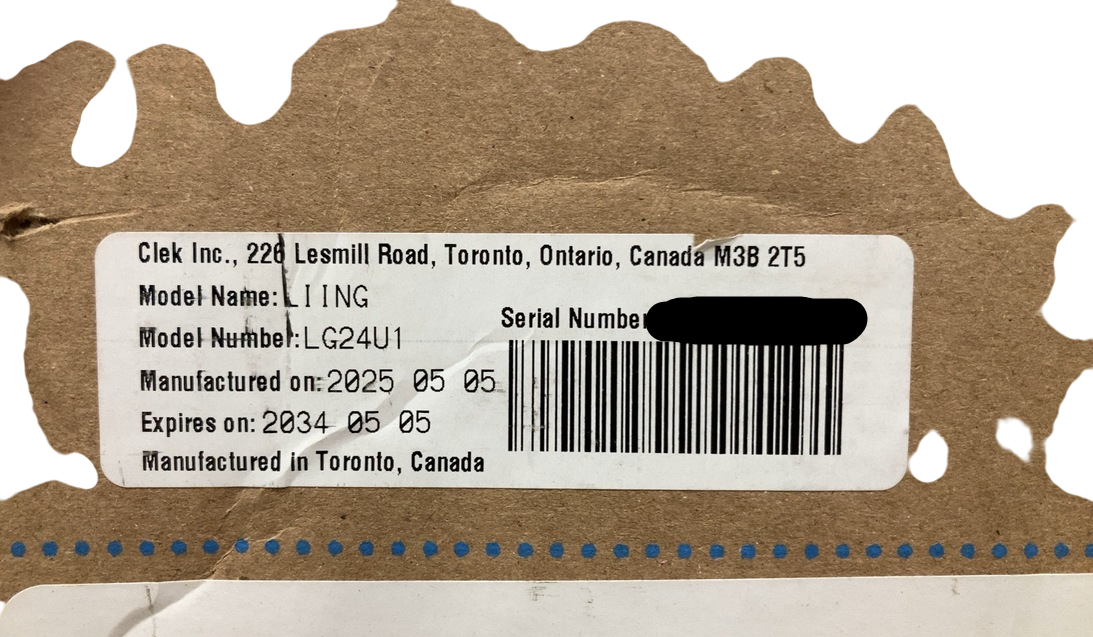 Clek Inc., 226 Lesmill Road, Toronto, Ontario, Canada M3B 2T5
Model Name: LIING
Model Number: LG24U1
Serial Number
Manufactured on: 2025 05 05
Expires on: 2034 05 05
Manufactured in Toronto, Canada